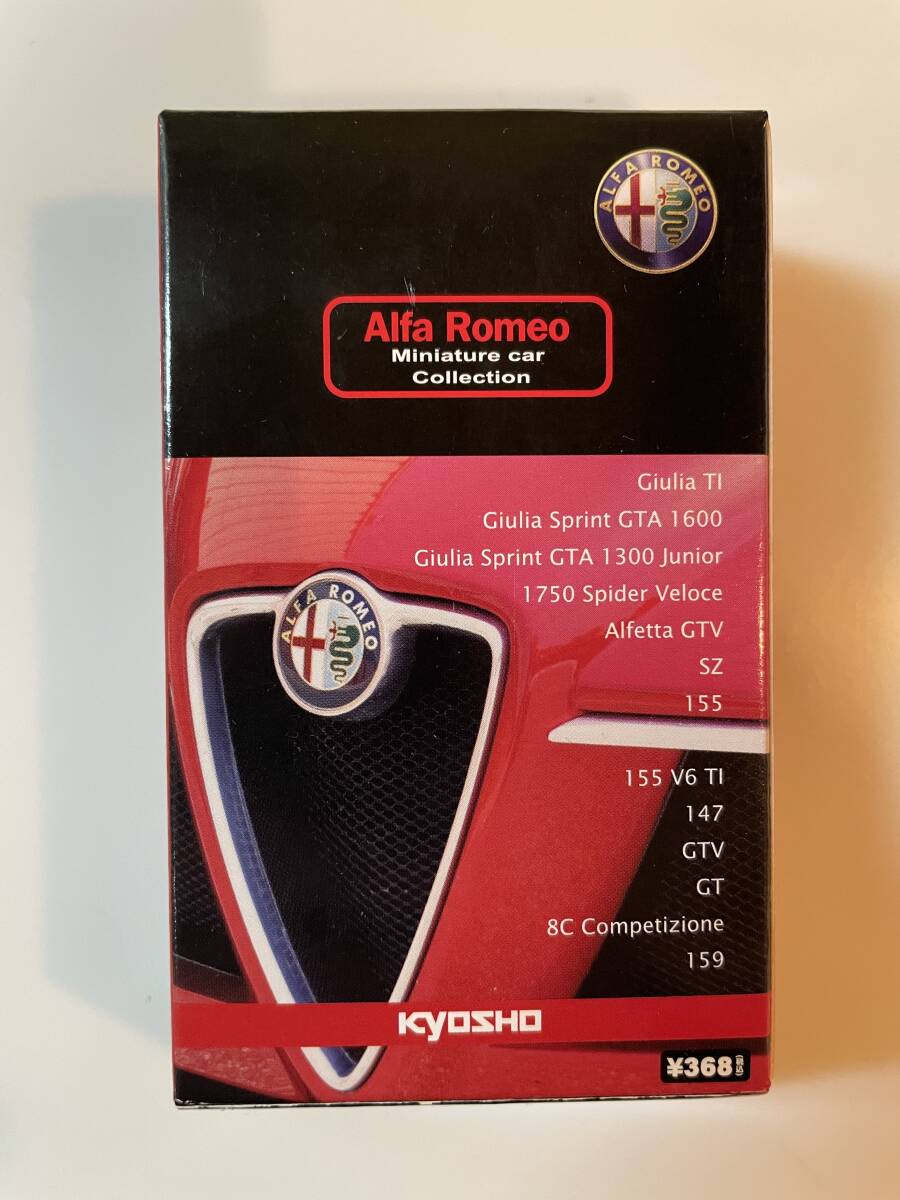 ALFA ROMEO
Alfa Romeo
Miniature car
Collection
Giulia TI
Giulia Sprint GTA 1600
Giulia Sprint GTA 1300 Junior
1750 Spider Veloce
Alfetta GTV
SZ
155
ALFA ROMEO
155 V6 TI
147
GTV
GT
8C Competizione
159
KYOSHO
¥368